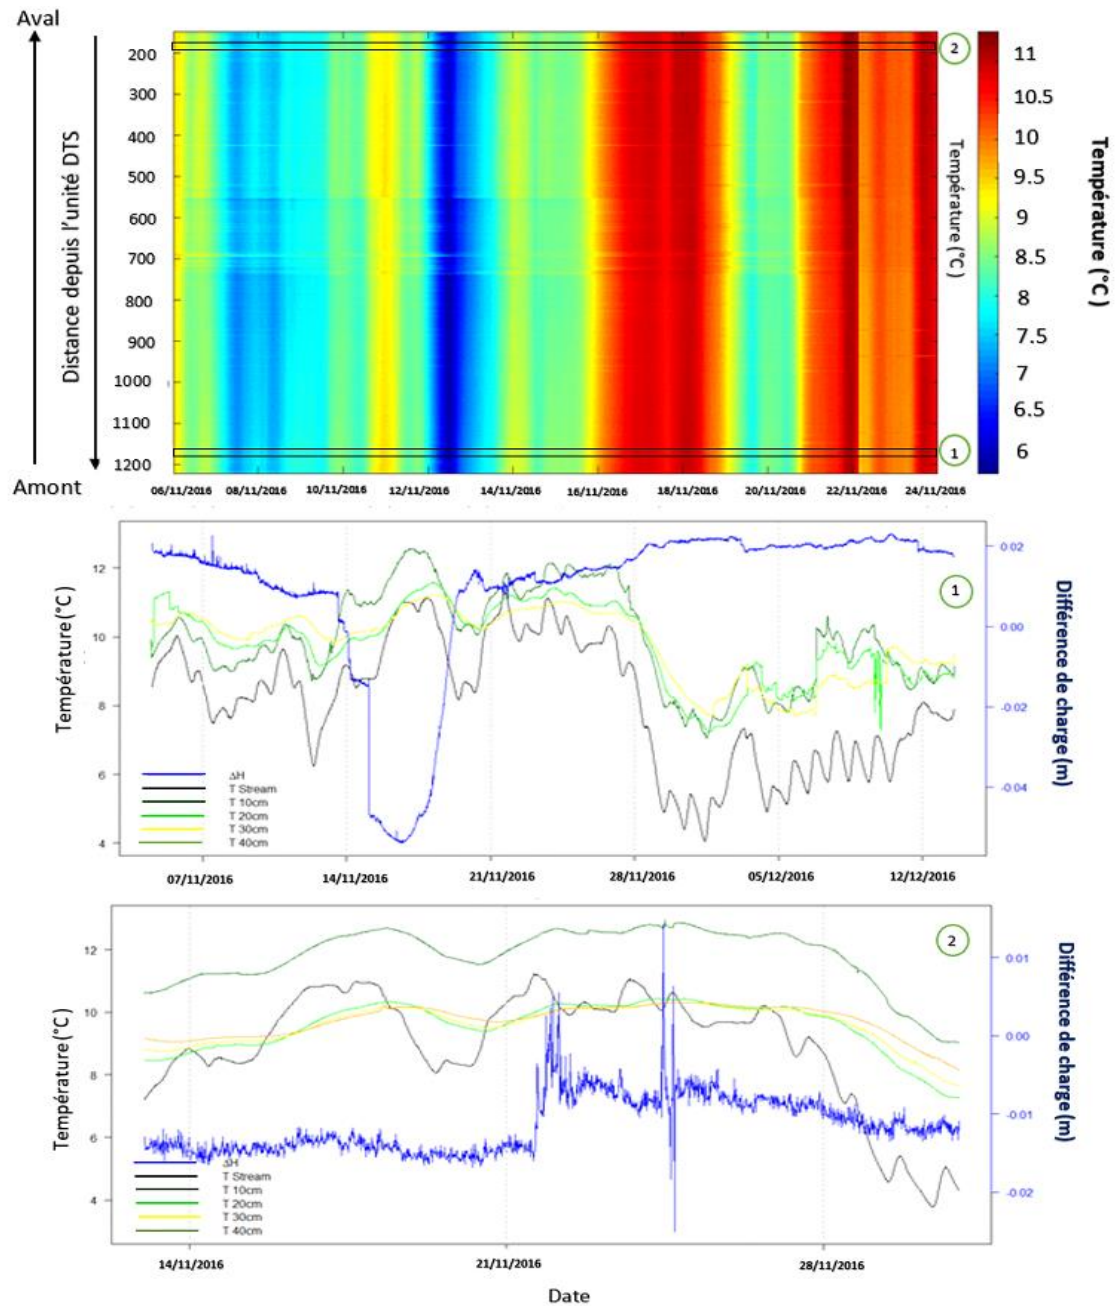 Aval
200
300
400
500
600
700
800
900
1000
1100
1200
Amont
Distance depuis l'unité DTS
2
1
Température (°C )
11
10.5
10
9.5
9
8.5
8
7.5
7
6.5
6
Température (°C )
06/11/2016 08/11/2016 10/11/2016 12/11/2016 14/11/2016 16/11/2016 18/11/2016 20/11/2016 22/11/2016 24/11/2016
Température (°C )
12
10
8
6
4
0.02
0.00
-0.02
-0.04
1
Différence de charge (m)
ΔH
T Stream
T 10cm
T 20cm
T 30cm
T 40cm
07/11/2016 14/11/2016 21/11/2016 28/11/2016 05/12/2016 12/12/2016
Température (°C )
12
10
8
6
4
0.01
0.00
-0.01
-0.02
2
Différence de charge (m)
ΔH
T Stream
T 10cm
T 20cm
T 30cm
T 40cm
14/11/2016 21/11/2016 28/11/2016
Date